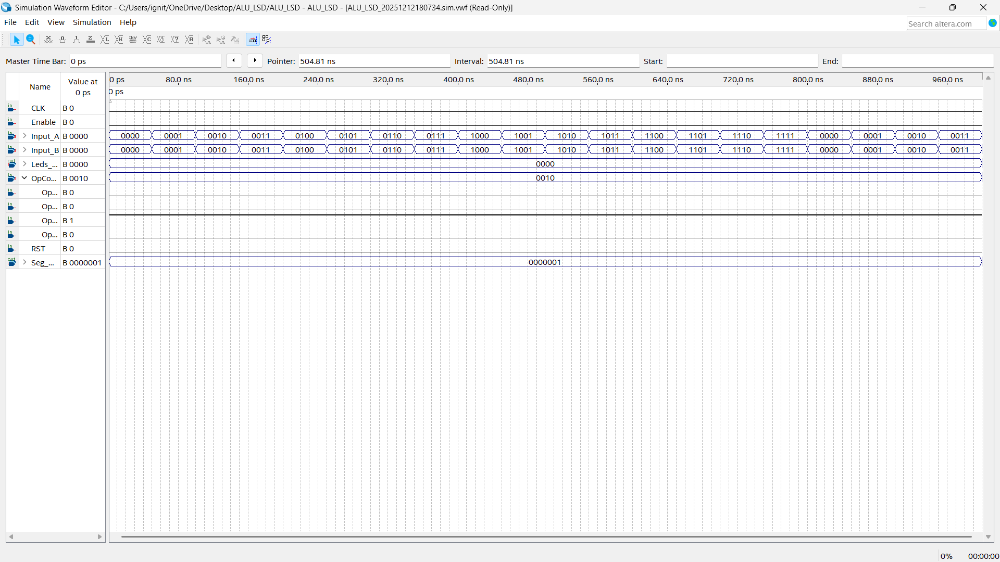 Simulation Waveform Editor - C:/Users/ignit/OneDrive/Desktop/ALU_LSD/ALU_LSD - ALU_LSD - [ALU_LSD_20251212180734.sim.vwf (Read-Only)]
File Edit View Simulation Help
Search altera.com
Master Time Bar: 0 ps Pointer: 504.81 ns Interval: 504.81 ns Start: End:
Name Value at 0 ps
0 ps 80.0 ns 160.0 ns 240.0 ns 320.0 ns 400.0 ns 480.0 ns 560.0 ns 640.0 ns 720.0 ns 800.0 ns 880.0 ns 960.0 ns
0 ps
CLK B 0
Enable B 0
Input_A B 0000 0000 0001 0010 0011 0100 0101 0110 0111 1000 1001 1010 1011 1100 1101 1110 1111 0000 0001 0010 0011
Input_B B 0000 0000 0001 0010 0011 0100 0101 0110 0111 1000 1001 1010 1011 1100 1101 1110 1111 0000 0001 0010 0011
Leds_... B 0000 0000
OpCo... B 0010 0010
Op... B 0
Op... B 0
Op... B 1
Op... B 0
RST B 0
Seg_... B 0000001 0000001
0% 00:00:00